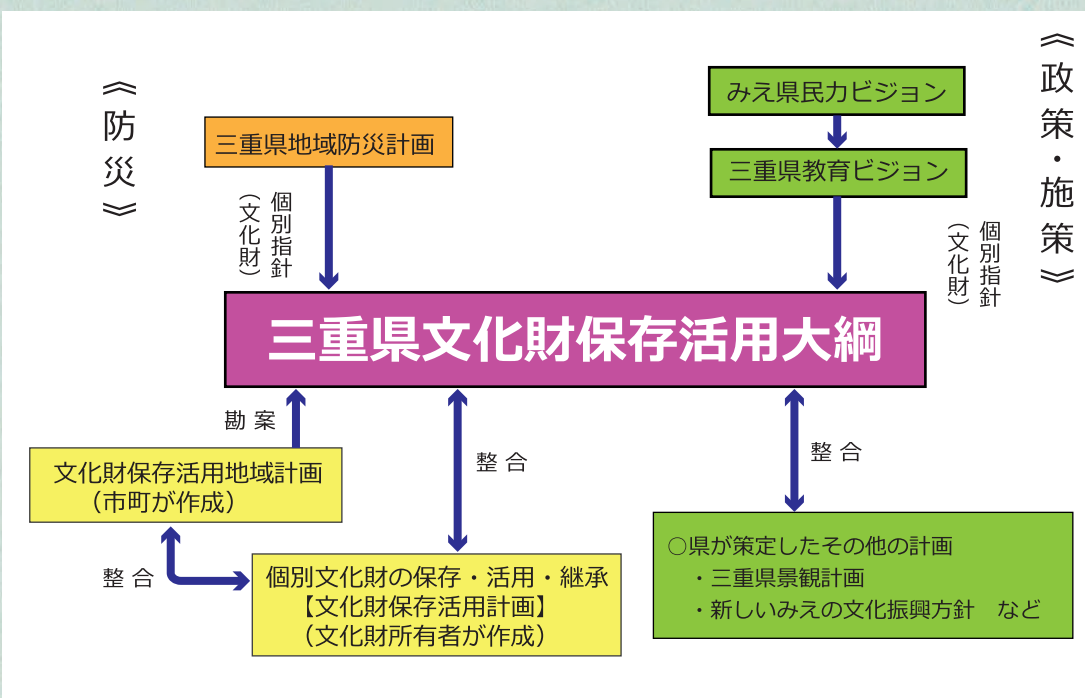 《防災》
三重県地域防災計画
個別指針
(文化財)
《政策・施策》
みえ県民力ビジョン
三重県教育ビジョン
個別指針
(文化財)
三重県文化財保存活用大綱
勘案
整合
整合
文化財保存活用地域計画
(市町が作成)
整合
個別文化財の保存・活用・継承
【文化財保存活用計画】
(文化財所有者が作成)
○県が策定したその他の計画
・三重県景観計画
・新しいみえの文化振興方針　など